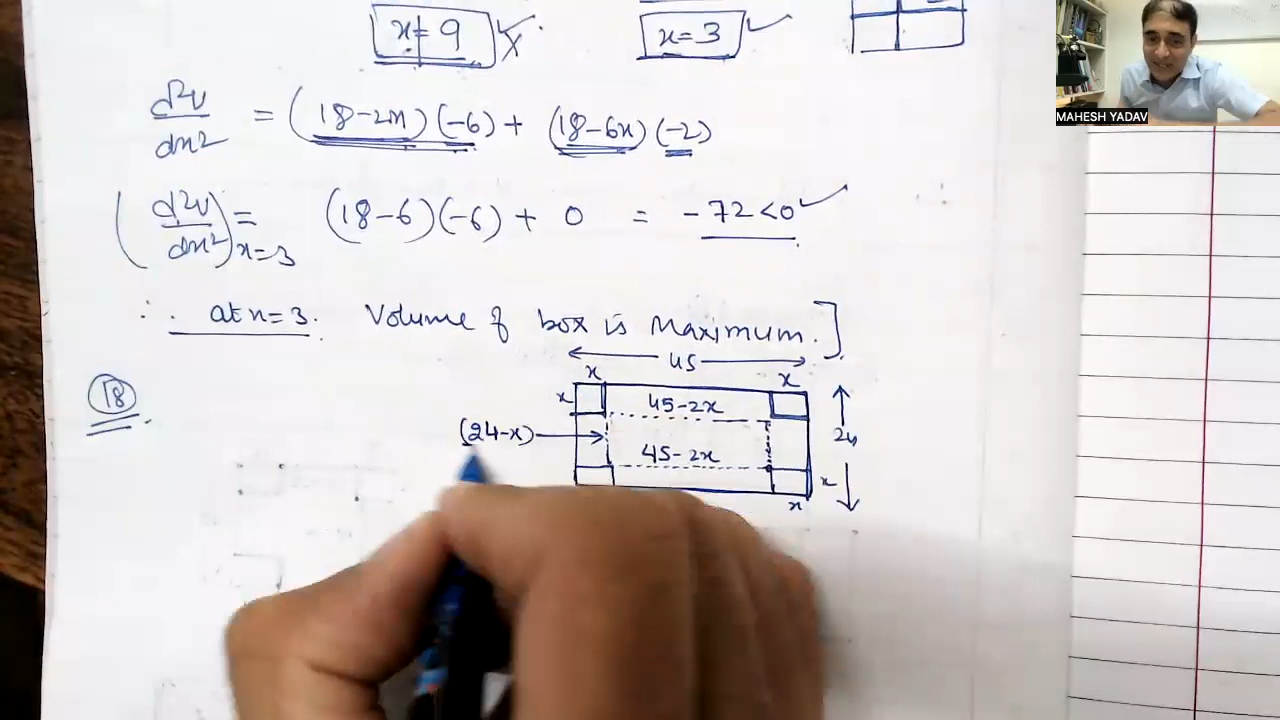 x=9 x=3
MAHESH YADAV
d²v/dx² = (18-2x)(-6) + (18-6x)(-2)
(d²v/dx²)x=3 = (18-6)(-6) + 0 = -72<0
∴ at x=3. Volume of box is Maximum.]
45
18.
x x
x 45-2x
(24-x) 24
45-2x
x
x